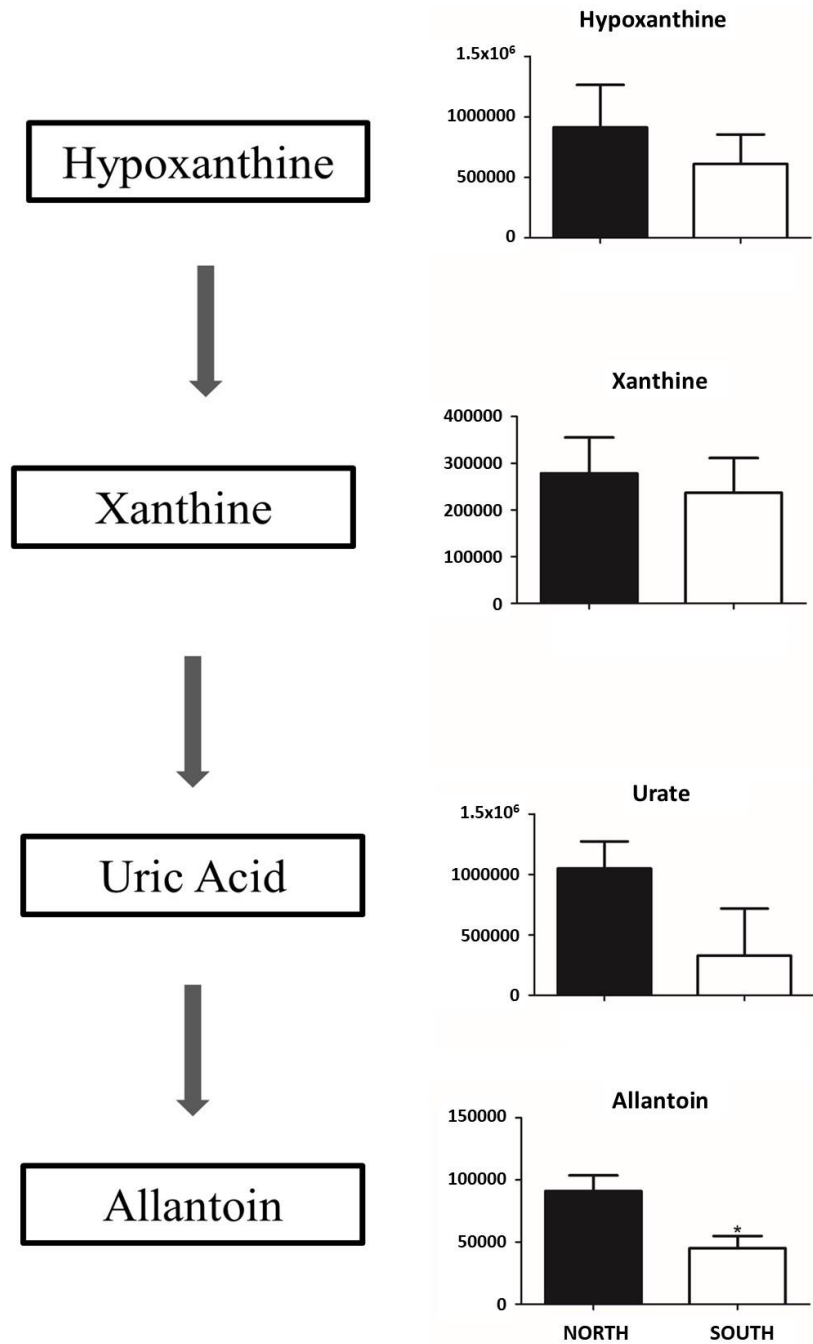 Hypoxanthine
1.5x10⁶
1000000
500000
0
Hypoxanthine
Xanthine
400000
300000
200000
100000
0
Xanthine
Urate
1.5x10⁶
1000000
500000
0
Uric Acid
Allantoin
150000
100000
50000
0
*
Allantoin
NORTH SOUTH